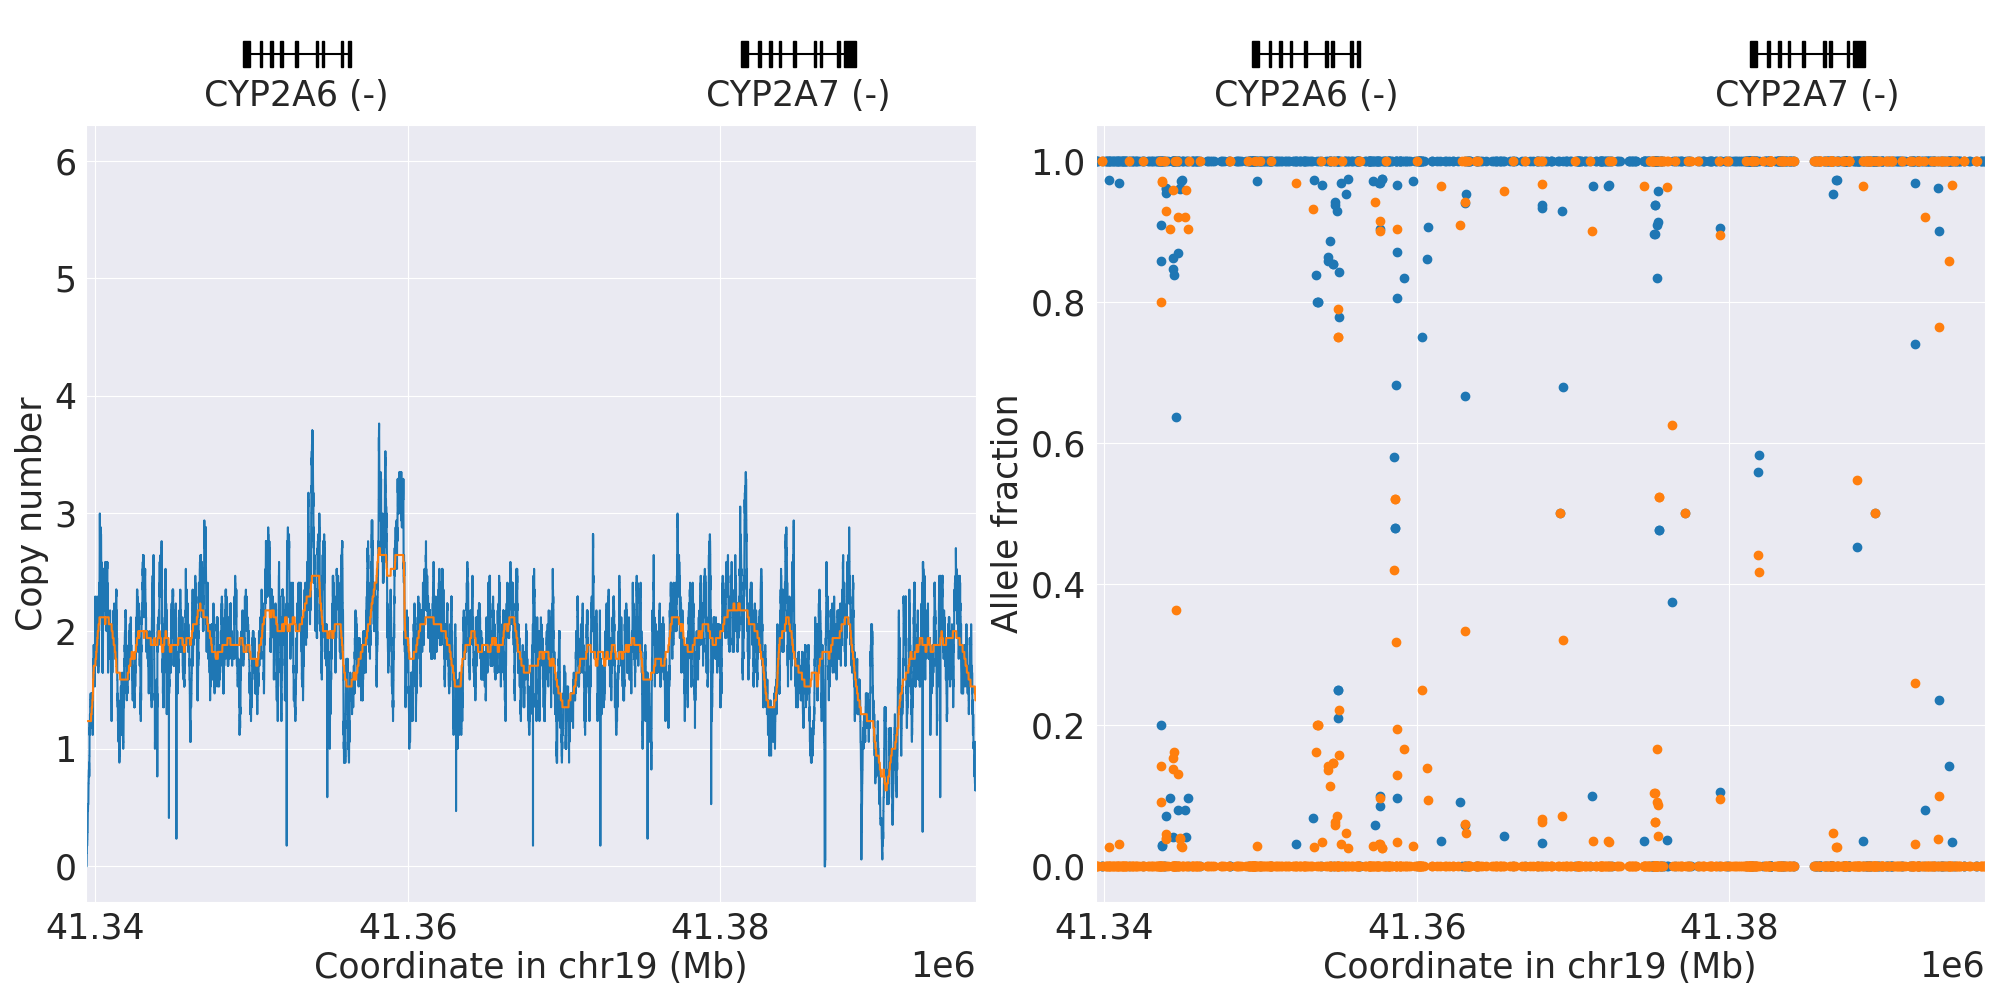 CYP2A6 (-)
CYP2A7 (-)
6
5
4
3
2
1
0
Copy number
41.34
41.36
41.38
Coordinate in chr19 (Mb)
1e6
CYP2A6 (-)
CYP2A7 (-)
1.0
0.8
0.6
0.4
0.2
0.0
Allele fraction
41.34
41.36
41.38
Coordinate in chr19 (Mb)
1e6